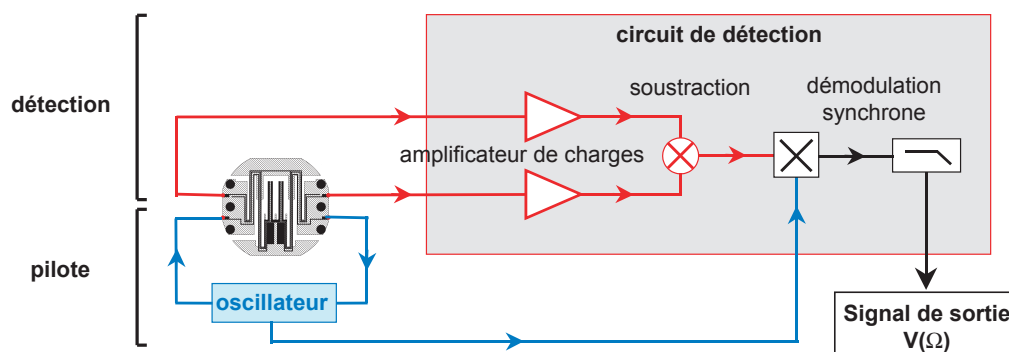 circuit de détection
détection
soustraction
démodulation
synchrone
amplificateur de charges
pilote
oscillateur
Signal de sortie
V(Ω)